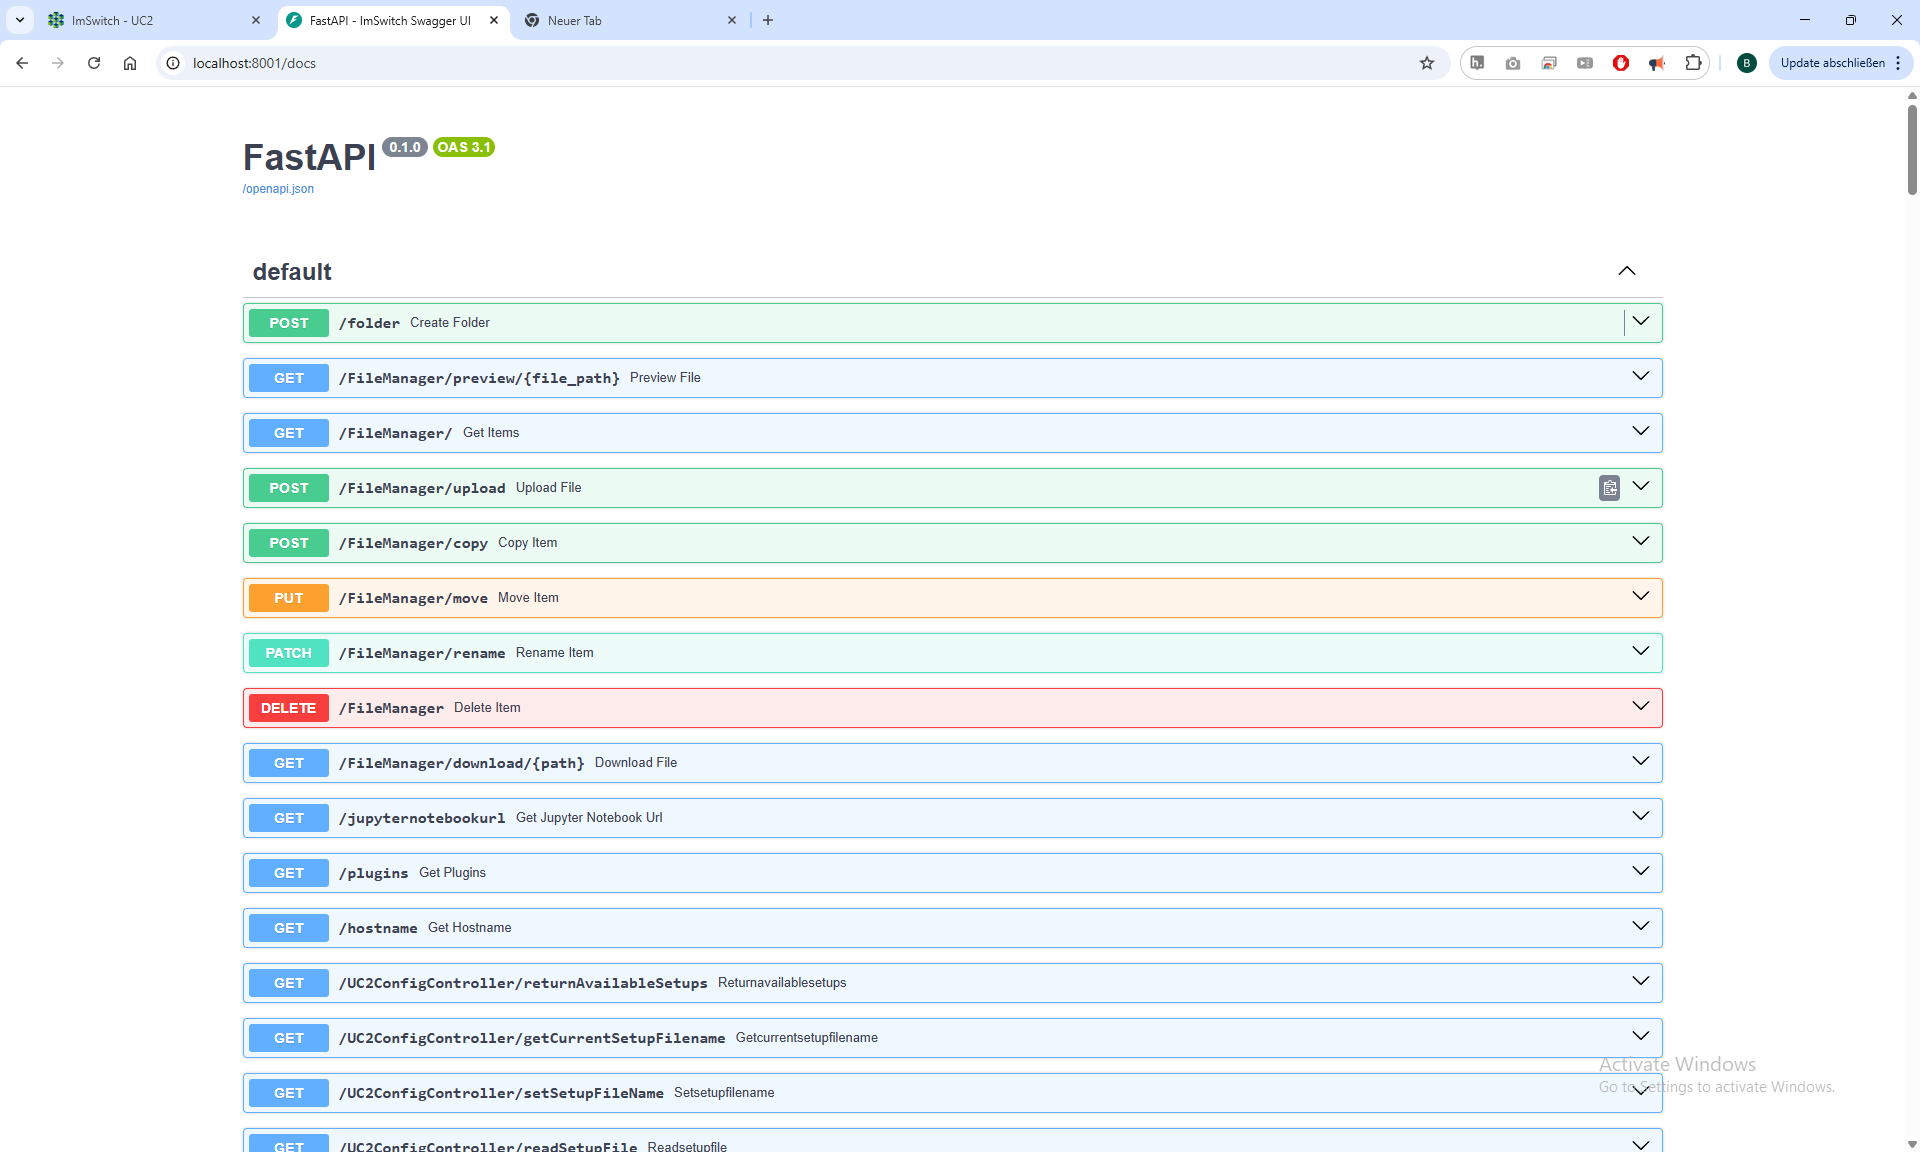 ImSwitch - UC2
FastAPI - ImSwitch Swagger UI
Neuer Tab
localhost:8001/docs
B
Update abschließen
FastAPI 0.1.0 OAS 3.1
/openapi.json
default
POST /folder Create Folder
GET /FileManager/preview/{file_path} Preview File
GET /FileManager/ Get Items
POST /FileManager/upload Upload File
POST /FileManager/copy Copy Item
PUT /FileManager/move Move Item
PATCH /FileManager/rename Rename Item
DELETE /FileManager Delete Item
GET /FileManager/download/{path} Download File
GET /jupyternotebookurl Get Jupyter Notebook Url
GET /plugins Get Plugins
GET /hostname Get Hostname
GET /UC2ConfigController/returnAvailableSetups Returnavailablesetups
GET /UC2ConfigController/getCurrentSetupFilename Getcurrentsetupfilename
Activate Windows
Go to Settings to activate Windows.
GET /UC2ConfigController/setSetupFileName Setsetupfilename
GET /UC2ConfigController/readSetupFile Readsetupfile